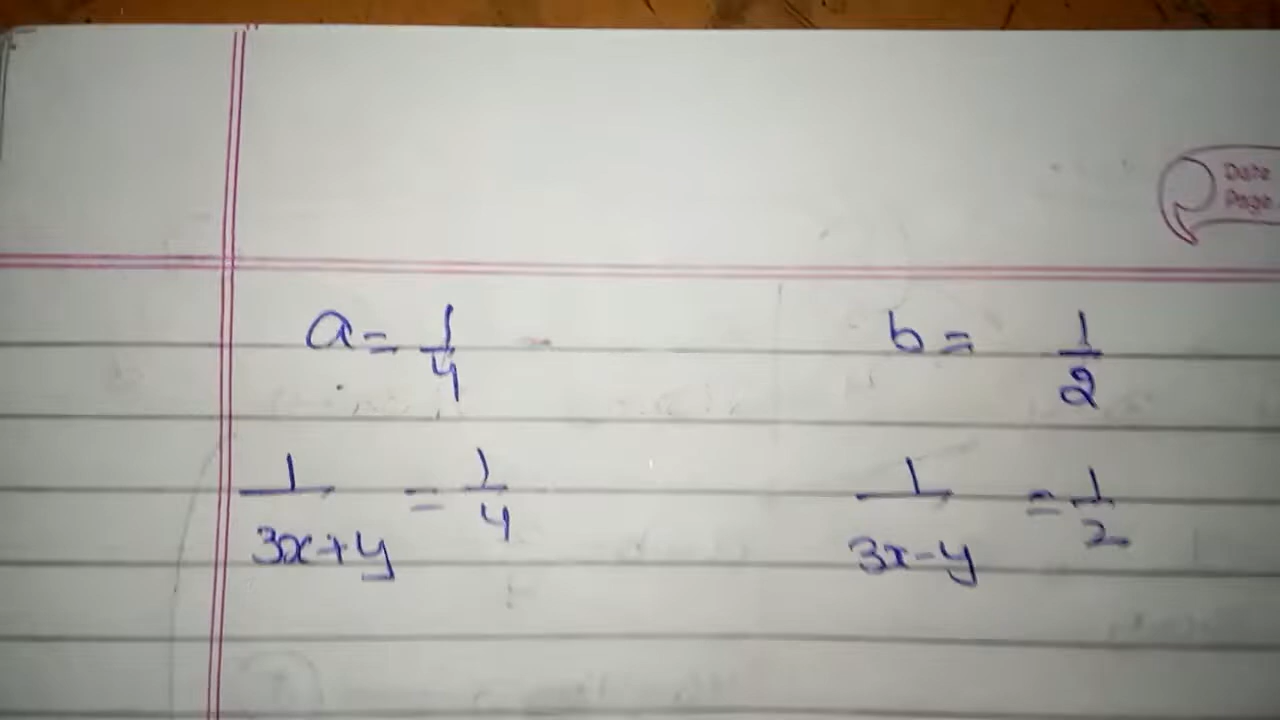 Date
Page
a = 1/4
b = 1/2
1/(3x+y) = 1/4
1/(3x-y) = 1/2